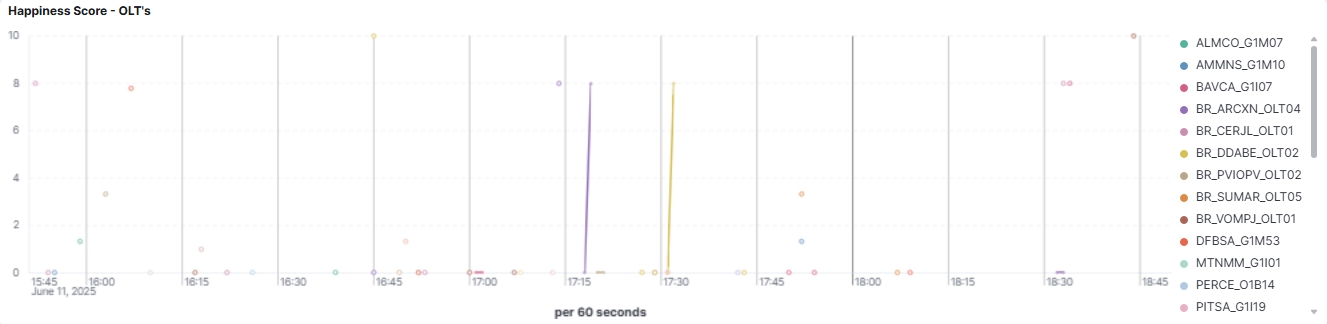 Happiness Score - OLT's
10
8
6
4
2
0
15:45 16:00 16:15 16:30 16:45 17:00 17:15 17:30 17:45 18:00 18:15 18:30 18:45
June 11, 2025
per 60 seconds
ALMCO_G1M07
AMMNS_G1M10
BAVCA_G1I07
BR_ARCXN_OLT04
BR_CERJL_OLT01
BR_DDABE_OLT02
BR_PVIOPV_OLT02
BR_SUMAR_OLT05
BR_VOMPJ_OLT01
DFBSA_G1M53
MTNMM_G1I01
PERCE_O1B14
PITSA_G1I19